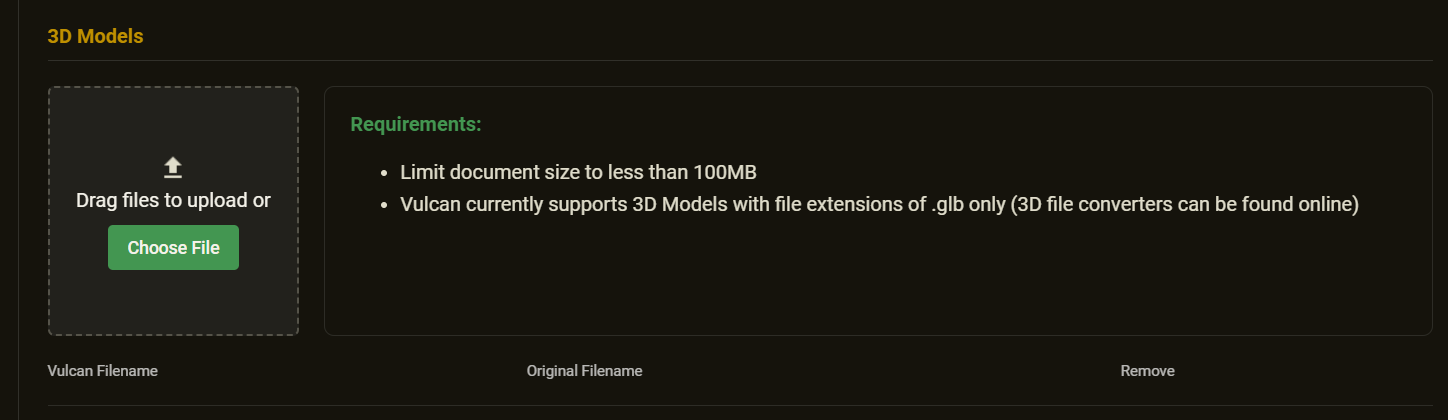 3D Models
Requirements:
Limit document size to less than 100MB
Vulcan currently supports 3D Models with file extensions of .glb only (3D file converters can be found online)
Drag files to upload or
Choose File
Vulcan Filename
Original Filename
Remove